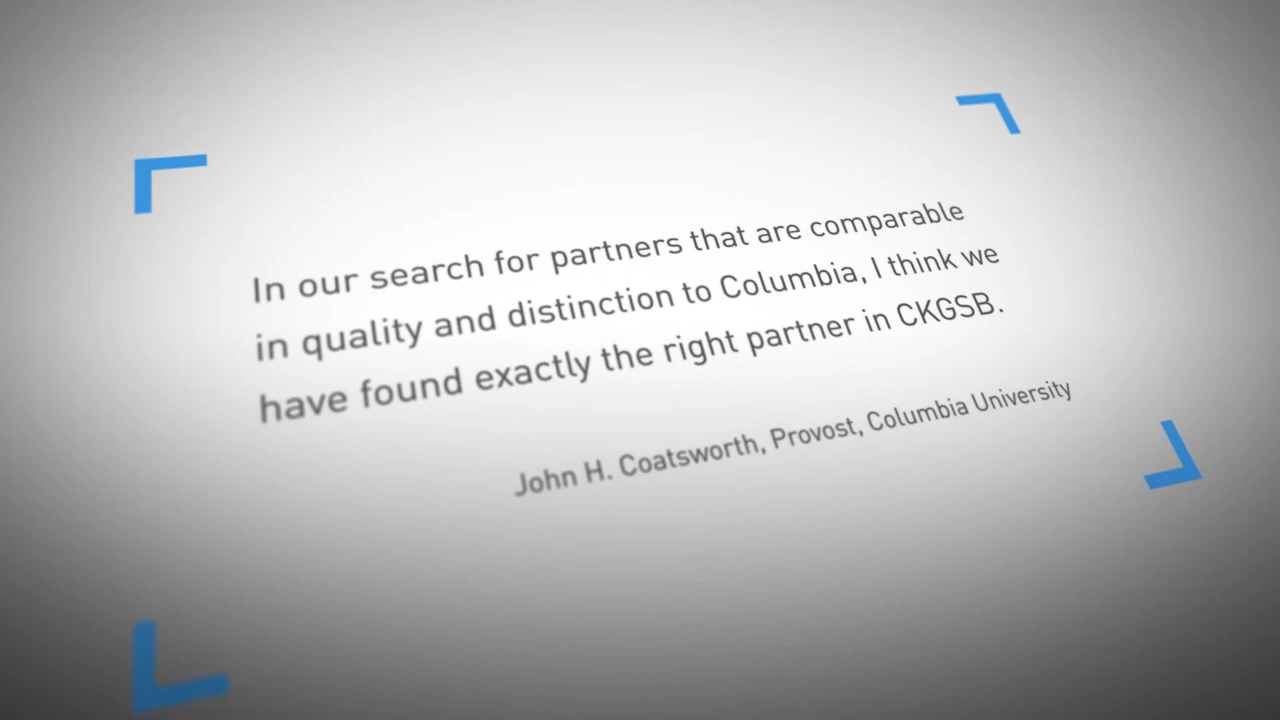 In our search for partners that are comparable
in quality and distinction to Columbia, I think we
have found exactly the right partner in CKGSB.
John H. Coatsworth, Provost, Columbia University